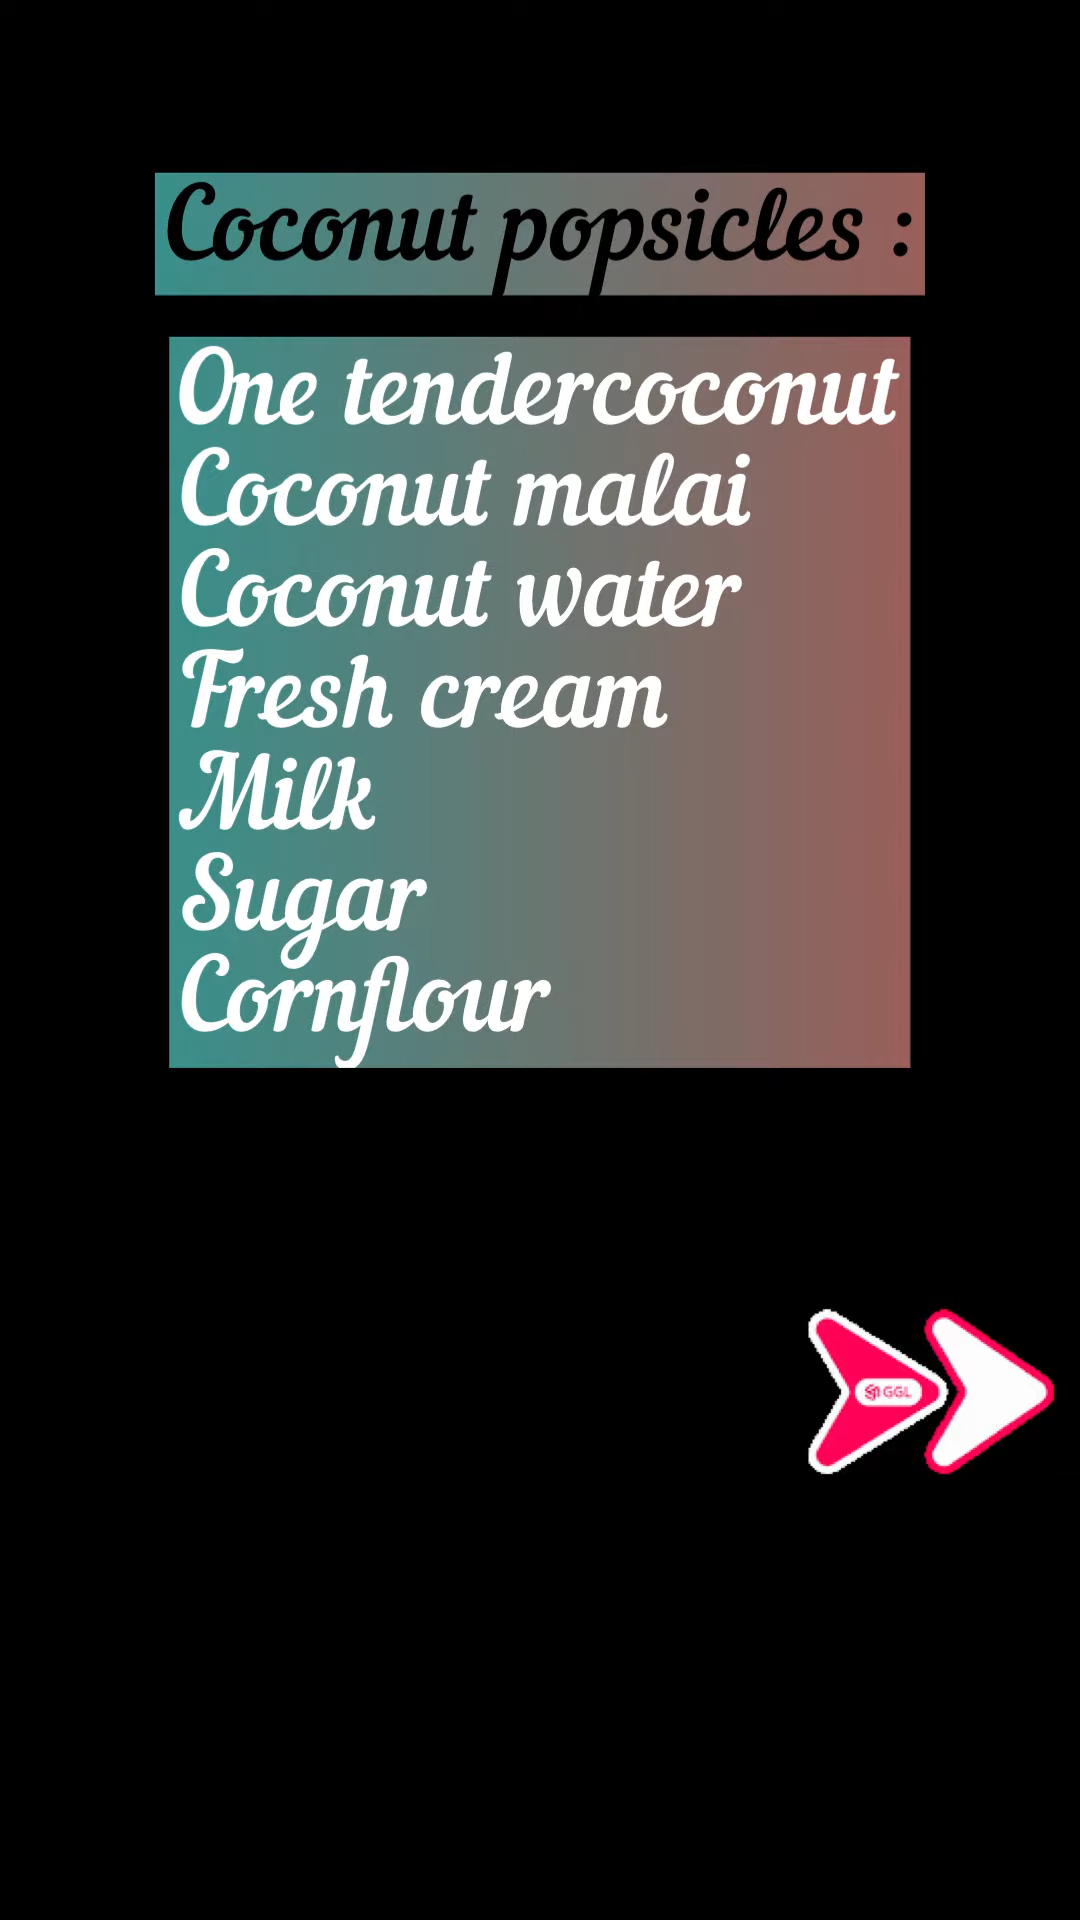 Coconut popsicles :
One tendercoconut
Coconut malai
Coconut water
Fresh cream
Milk
Sugar
Cornflour
GGL